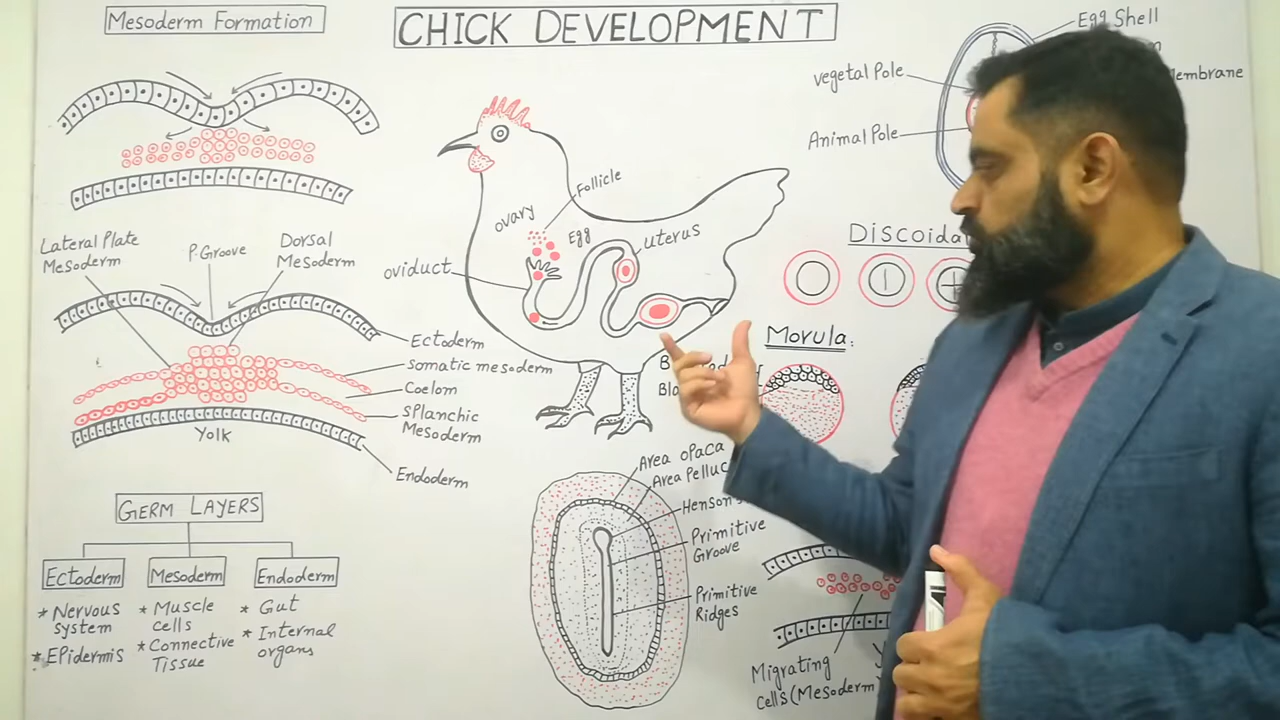 Mesoderm Formation
CHICK DEVELOPMENT
Egg Shell
vegetal Pole
Membrane
Animal Pole
Follicle
ovary
Egg
uterus
oviduct
Lateral Plate
Mesoderm
P.Groove
Dorsal
Mesoderm
Ectoderm
Somatic mesoderm
Coelom
SPlanchic
Mesoderm
Yolk
Endoderm
Morula:
Area opaca
Area
Primitive
Groove
Primitive
Ridges
Migrating
cells (Mesoderm)
GERM LAYERS
Ectoderm
* Nervous
system
* EPidermis
Mesoderm
* Muscle
cells
* Connective
Tissue
Endoderm
* Gut
* Internal
organs